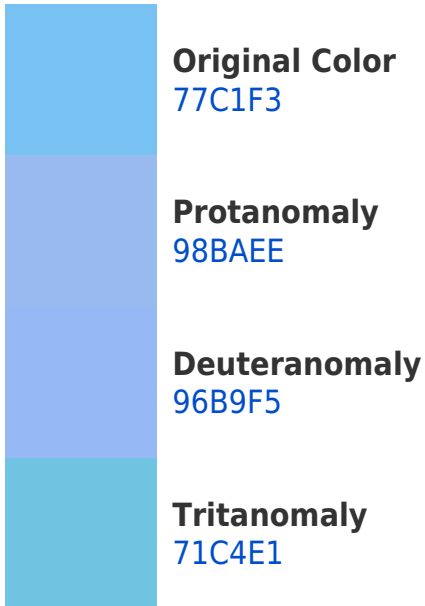 Original Color
77C1F3
Protanomaly
98BAEE
Deuteranomaly
96B9F5
Tritanomaly
71C4E1